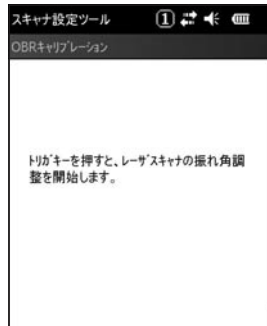 スキャナ設定ツール 1
OBRｷｬﾘﾌﾞﾚｰｼｮﾝ
ﾄﾘｶﾞｷｰを押すと、ﾚｰｻﾞｽｷｬﾅの振れ角調
整を開始します。